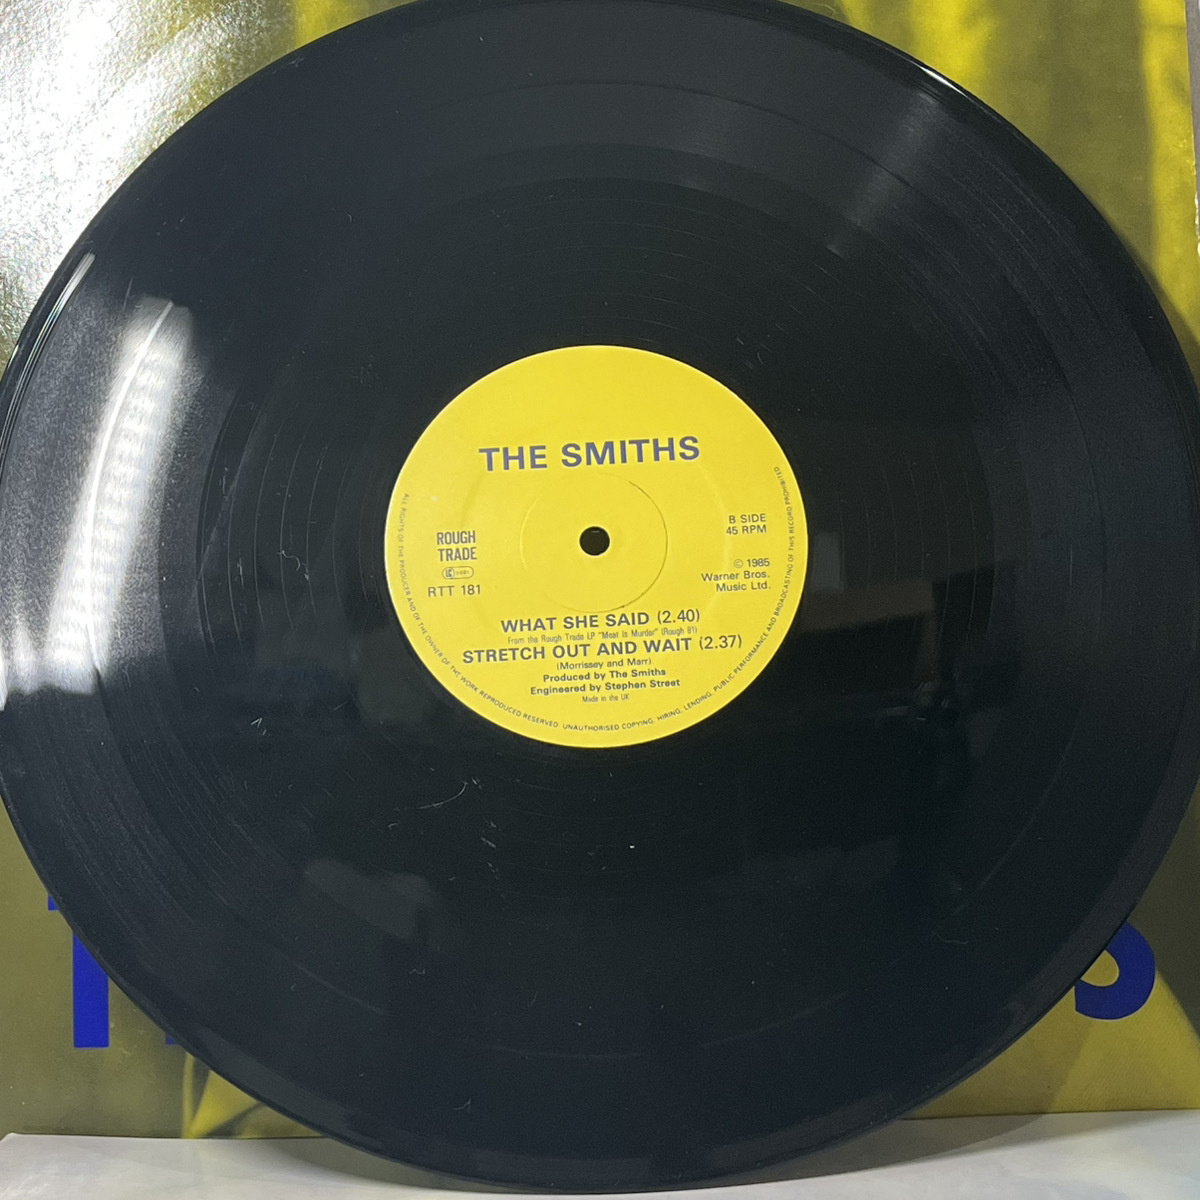 THE SMITHS
ROUGH
TRADE
RTT 181
B SIDE
45 RPM
© 1985
Warner Bros.
Music Ltd.
WHAT SHE SAID (2.40)
From the Rough Trade LP "Meat Is Murder" (Rough 81)
STRETCH OUT AND WAIT (2.37)
(Morrissey and Marr)
Produced by The Smiths
Engineered by Stephen Street
Made in the UK
ALL RIGHTS OF THE PRODUCER AND OF THE OWNER OF THE WORK REPRODUCED RESERVED. UNAUTHORISED COPYING, HIRING, LENDING, PUBLIC PERFORMANCE AND BROADCASTING OF THIS RECORD PROHIBITED